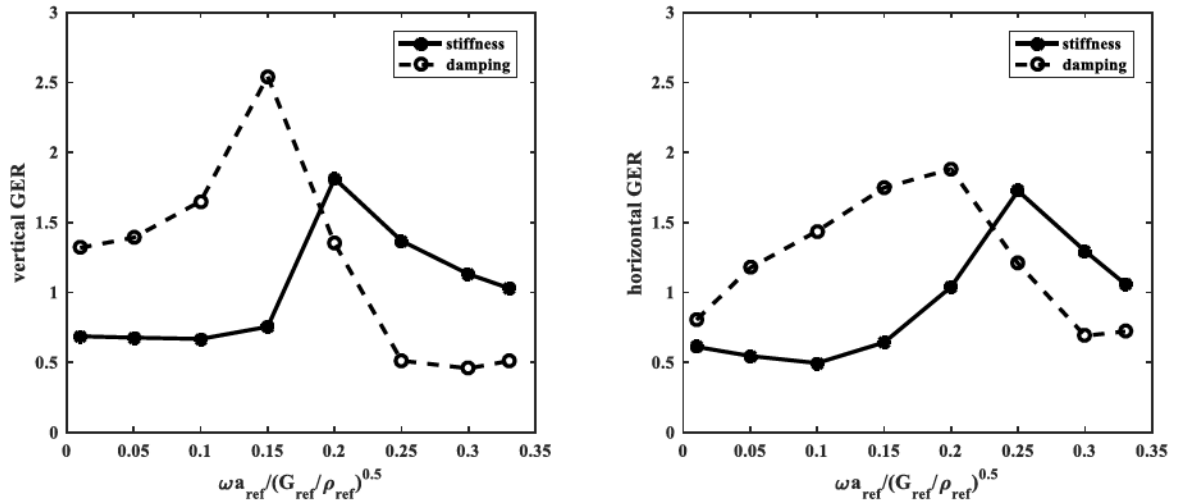 3
2.5
2
1.5
1
0.5
0
vertical GER
stiffness
damping
0 0.05 0.1 0.15 0.2 0.25 0.3 0.35
ωa_ref/(G_ref/ρ_ref)^0.5
3
2.5
2
1.5
1
0.5
0
horizontal GER
stiffness
damping
0 0.05 0.1 0.15 0.2 0.25 0.3 0.35
ωa_ref/(G_ref/ρ_ref)^0.5